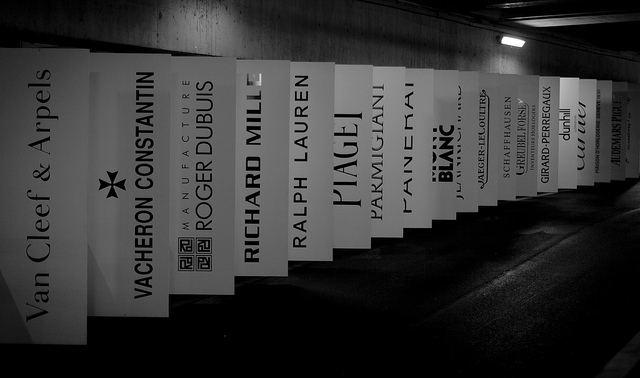 Van Cleef & Arpels
VACHERON CONSTANTIN
MANUFACTURE
ROGER DUBUIS
RICHARD MILLE
RALPH LAUREN
PIAGET
PARMIGIANI
PANERAI
MONT
BLANC
JAEGER-LECOULTRE
SCHAFFHAUSEN
GREUBEL FORSEY
GIRARD-PERREGAUX
dunhill
Cartier
AUDEMARS PIGUET